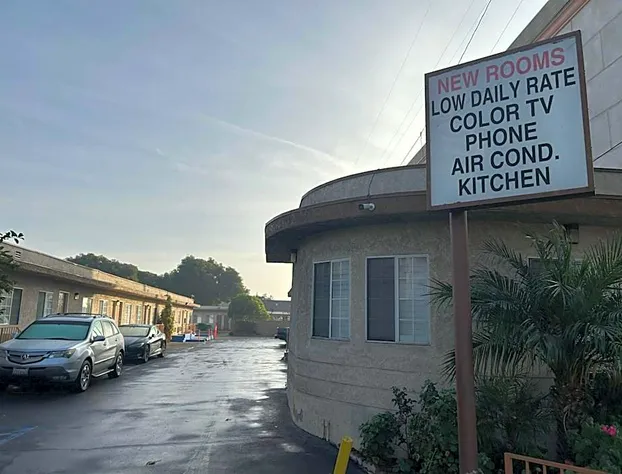 NEW ROOMS
LOW DAILY RATE
COLOR TV
PHONE
AIR COND.
KITCHEN